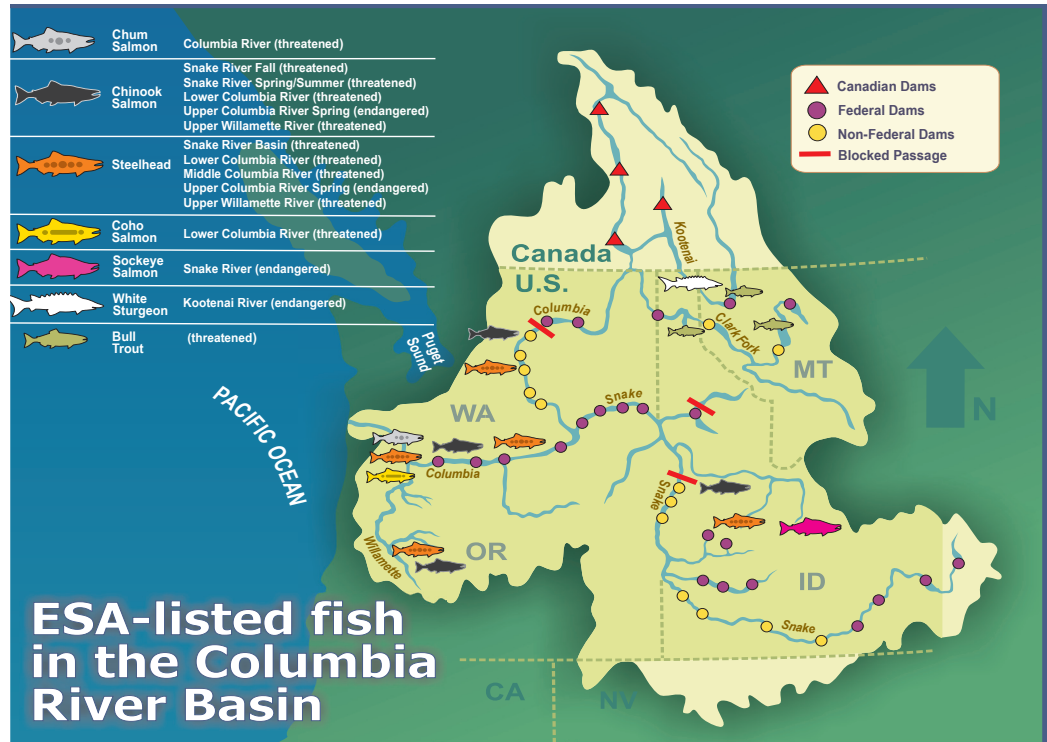 Chum
Salmon
Columbia River (threatened)
Chinook
Salmon
Snake River Fall (threatened)
Snake River Spring/Summer (threatened)
Lower Columbia River (threatened)
Upper Columbia River Spring (endangered)
Upper Willamette River (threatened)
Steelhead
Snake River Basin (threatened)
Lower Columbia River (threatened)
Middle Columbia River (threatened)
Upper Columbia River Spring (endangered)
Upper Willamette River (threatened)
Coho
Salmon
Lower Columbia River (threatened)
Sockeye
Salmon
Snake River (endangered)
White
Sturgeon
Kootenai River (endangered)
Bull
Trout
(threatened)
Canadian Dams
Federal Dams
Non-Federal Dams
Blocked Passage
Canada
U.S.
Kootenai
Columbia
Clark Fork
Puget
Sound
MT
PACIFIC OCEAN
WA
Snake
N
Columbia
Snake
Willamette
OR
ID
Snake
CA
NV
ESA-listed fish
in the Columbia
River Basin